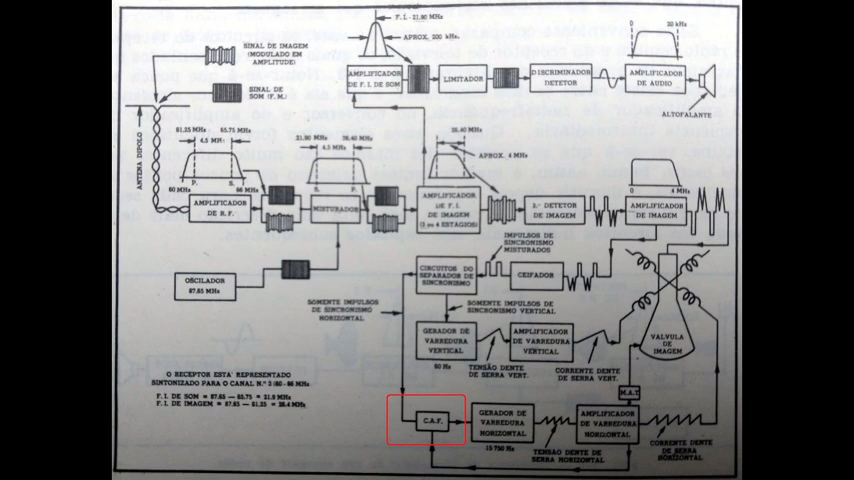 F.I.-21,90 MHz
APROX. 200 kHz.
SINAL DE IMAGEM
(MODULADO EM
AMPLITUDE)
SINAL DE
SOM (F.M.)
AMPLIFICADOR
DE F.I. DE SOM
LIMITADOR
DISCRIMINADOR
DETETOR
AMPLIFICADOR
DE AUDIO
ALTOFALANTE
ANTENA DIPOLO
61,25 MHz
65,75 MHz
4,5 MHz
P.
S.
60 MHz
66 MHz
21,90 MHz
26,40 MHz
4,5 MHz
S.
P.
26,40 MHz
APROX. 4 MHz
0
4 MHz
AMPLIFICADOR
DE R.F.
MISTURADOR
AMPLIFICADOR
DE F.I.
DE IMAGEM
(3 ou 4 ESTÁGIOS)
2.º DETETOR
DE IMAGEM
AMPLIFICADOR
DE IMAGEM
OSCILADOR
87,65 MHz
IMPULSOS DE
SINCRONISMO
MISTURADOS
CIRCUITOS DO
SEPARADOR DE
SINCRONISMO
CEIFADOR
SOMENTE IMPULSOS
DE SINCRONISMO
HORIZONTAL
SOMENTE IMPULSOS DE
SINCRONISMO VERTICAL
GERADOR DE
VARREDURA
VERTICAL
60 Hz
AMPLIFICADOR
DE VARREDURA
VERTICAL
TENSÃO DENTE
DE SERRA VERT.
CORRENTE DENTE
DE SERRA VERT.
VALVULA
DE IMAGEM
M.A.T.
O RECEPTOR ESTA' REPRESENTADO
SINTONIZADO PARA O CANAL N.º 3 (60-66 MHz
F.I. DE SOM = 87,65 — 65,75 = 21,9 MHz
F.I. DE IMAGEM = 87,65 — 61,25 = 26,4 MHz
C.A.F.
GERADOR DE
VARREDURA
HORIZONTAL
15 750 Hz
TENSÃO DENTE DE
SERRA HORIZONTAL
AMPLIFICADOR
DE VARREDURA
HORIZONTAL
CORRENTE DENTE
DE SERRA
HORIZONTAL